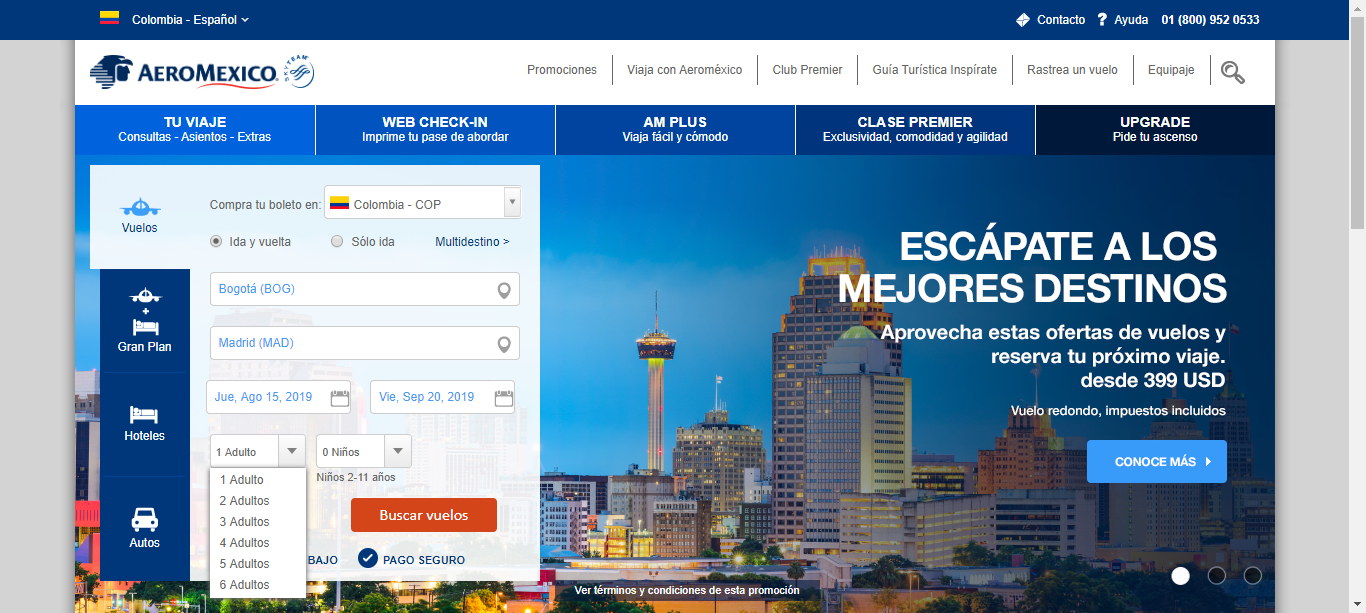 Colombia - Español
Contacto
Ayuda
01 (800) 952 0533
AEROMEXICO.
SKYTEAM
Promociones
Viaja con Aeroméxico
Club Premier
Guía Turística Inspírate
Rastrea un vuelo
Equipaje
TU VIAJE
Consultas - Asientos - Extras
WEB CHECK-IN
Imprime tu pase de abordar
AM PLUS
Viaja fácil y cómodo
CLASE PREMIER
Exclusividad, comodidad y agilidad
UPGRADE
Pide tu ascenso
Vuelos
Gran Plan
Hoteles
Autos
Compra tu boleto en:
Colombia - COP
Ida y vuelta
Sólo ida
Multidestino >
Bogotá (BOG)
Madrid (MAD)
Jue, Ago 15, 2019
Vie, Sep 20, 2019
1 Adulto
0 Niños
Niños 2-11 años
1 Adulto
2 Adultos
3 Adultos
4 Adultos
5 Adultos
6 Adultos
Buscar vuelos
BAJO
PAGO SEGURO
ESCÁPATE A LOS
MEJORES DESTINOS
Aprovecha estas ofertas de vuelos y
reserva tu próximo viaje.
desde 399 USD
Vuelo redondo, impuestos incluidos
CONOCE MÁS
Ver términos y condiciones de esta promoción